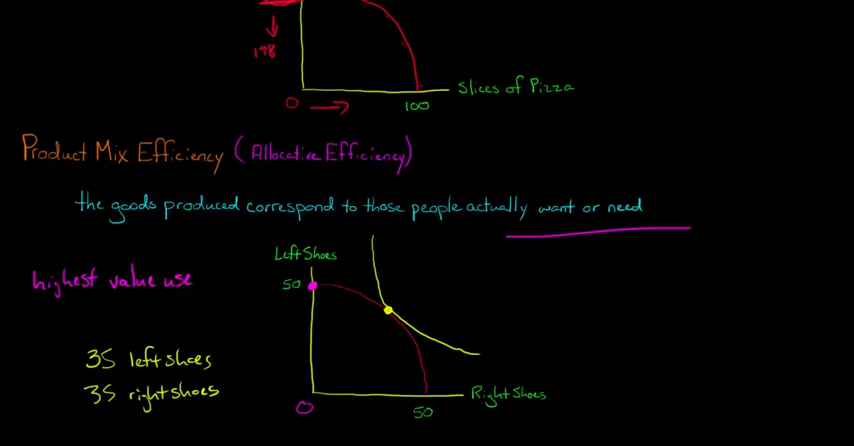 198
Slices of Pizza
0
100
Product Mix Efficiency (Allocative Efficiency)
the goods produced correspond to those people actually want or need
Left Shoes
highest value use
50
35 left shoes
35 right shoes
Right Shoes
0
50